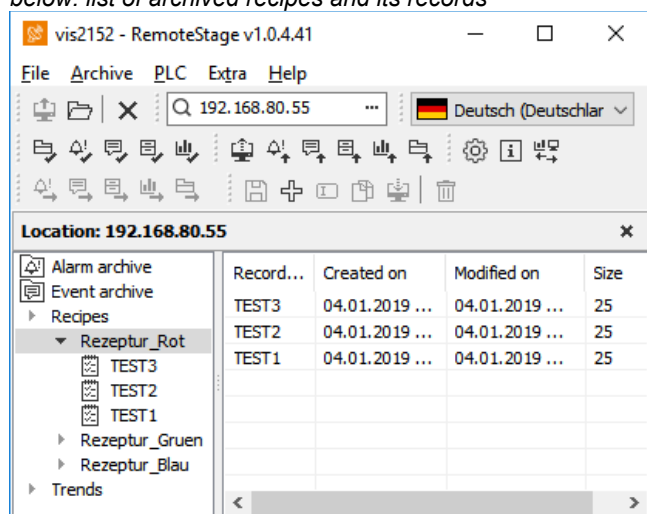 below: list of archived recipes and its records
vis2152 - RemoteStage v1.0.4.41
File Archive PLC Extra Help
192.168.80.55 ...
Deutsch (Deutschlar
Location: 192.168.80.55
Alarm archive
Event archive
Recipes
Rezeptur_Rot
TEST3
TEST2
TEST1
Rezeptur_Gruen
Rezeptur_Blau
Trends
Record... Created on Modified on Size
TEST3 04.01.2019 ... 04.01.2019 ... 25
TEST2 04.01.2019 ... 04.01.2019 ... 25
TEST1 04.01.2019 ... 04.01.2019 ... 25